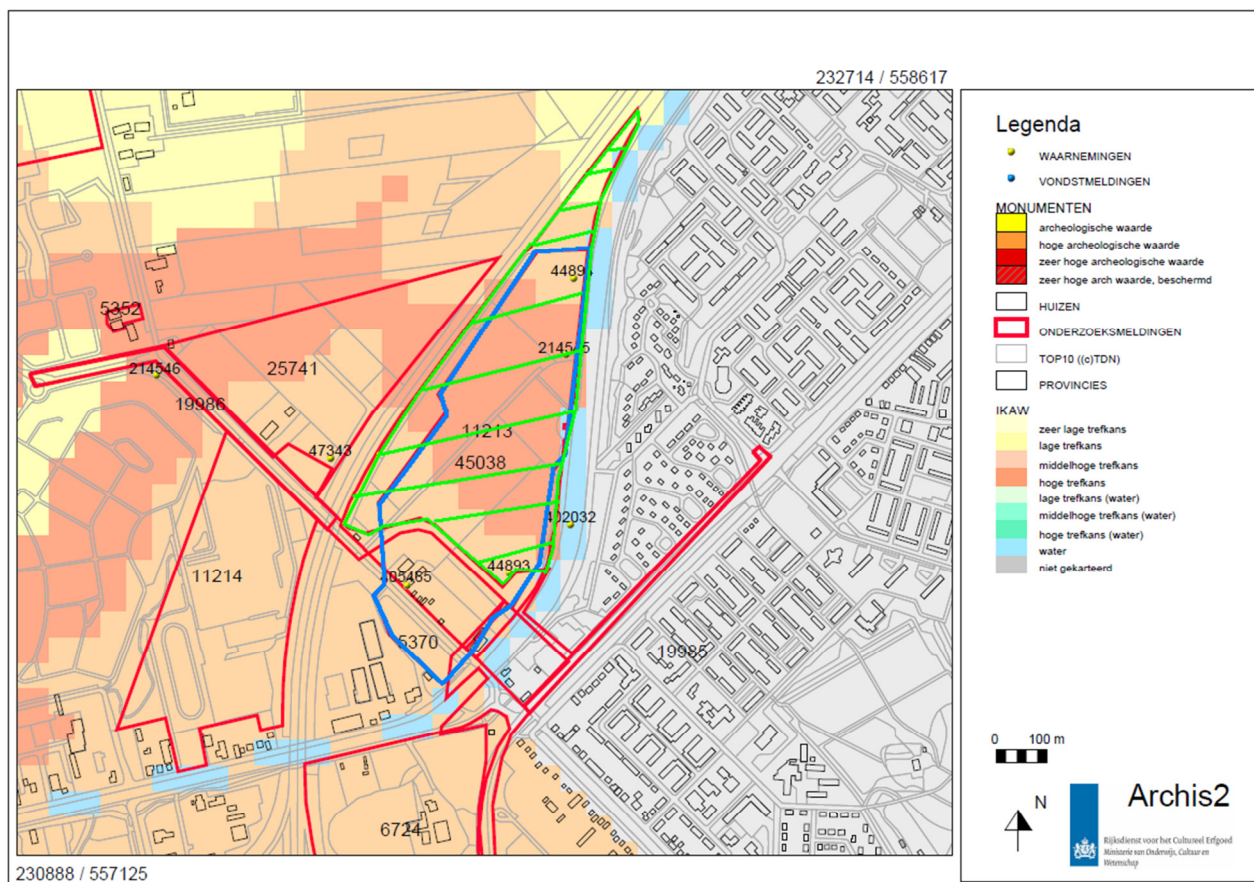 232714 / 558617
44894
5352
214545
214546
25741
19986
11213
47343
45038
402032
44893
11214
405485
5370
19985
6724
230888 / 557125
Legenda
WAARNEMINGEN
VONDSTMELDINGEN
MONUMENTEN
archeologische waarde
hoge archeologische waarde
zeer hoge archeologische waarde
zeer hoge arch waarde, beschermd
HUIZEN
ONDERZOEKSMELDINGEN
TOP10 ((c)TDN)
PROVINCIES
IKAW
zeer lage trefkans
lage trefkans
middelhoge trefkans
hoge trefkans
lage trefkans (water)
middelhoge trefkans (water)
hoge trefkans (water)
water
niet gekarteerd
0 100 m
N
Archis2
Rijksdienst voor het Cultureel Erfgoed
Ministerie van Onderwijs, Cultuur en
Wetenschap